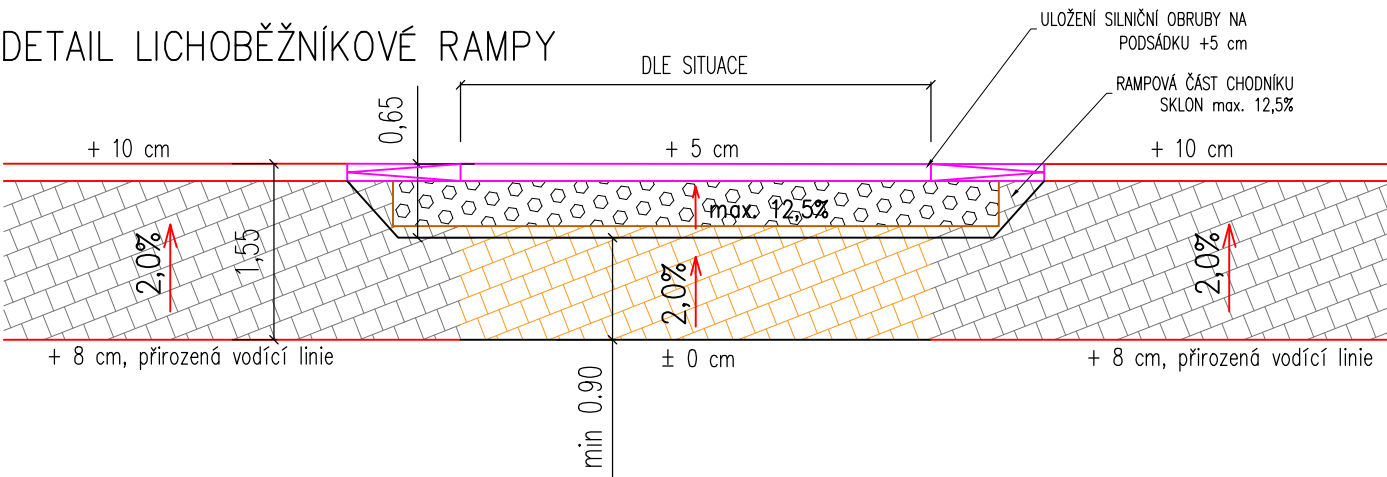 DETAIL LICHOBĚŽNÍKOVÉ RAMPY
ULOŽENÍ SILNIČNÍ OBRUBY NA
PODSÁDKU +5 cm
DLE SITUACE
RAMPOVÁ ČÁST CHODNÍKU
SKLON max. 12,5%
0,65
+ 10 cm
+ 5 cm
+ 10 cm
max. 12,5%
2,0%
1,55
2,0%
2,0%
+ 8 cm, přirozená vodící linie
± 0 cm
+ 8 cm, přirozená vodící linie
min 0.90